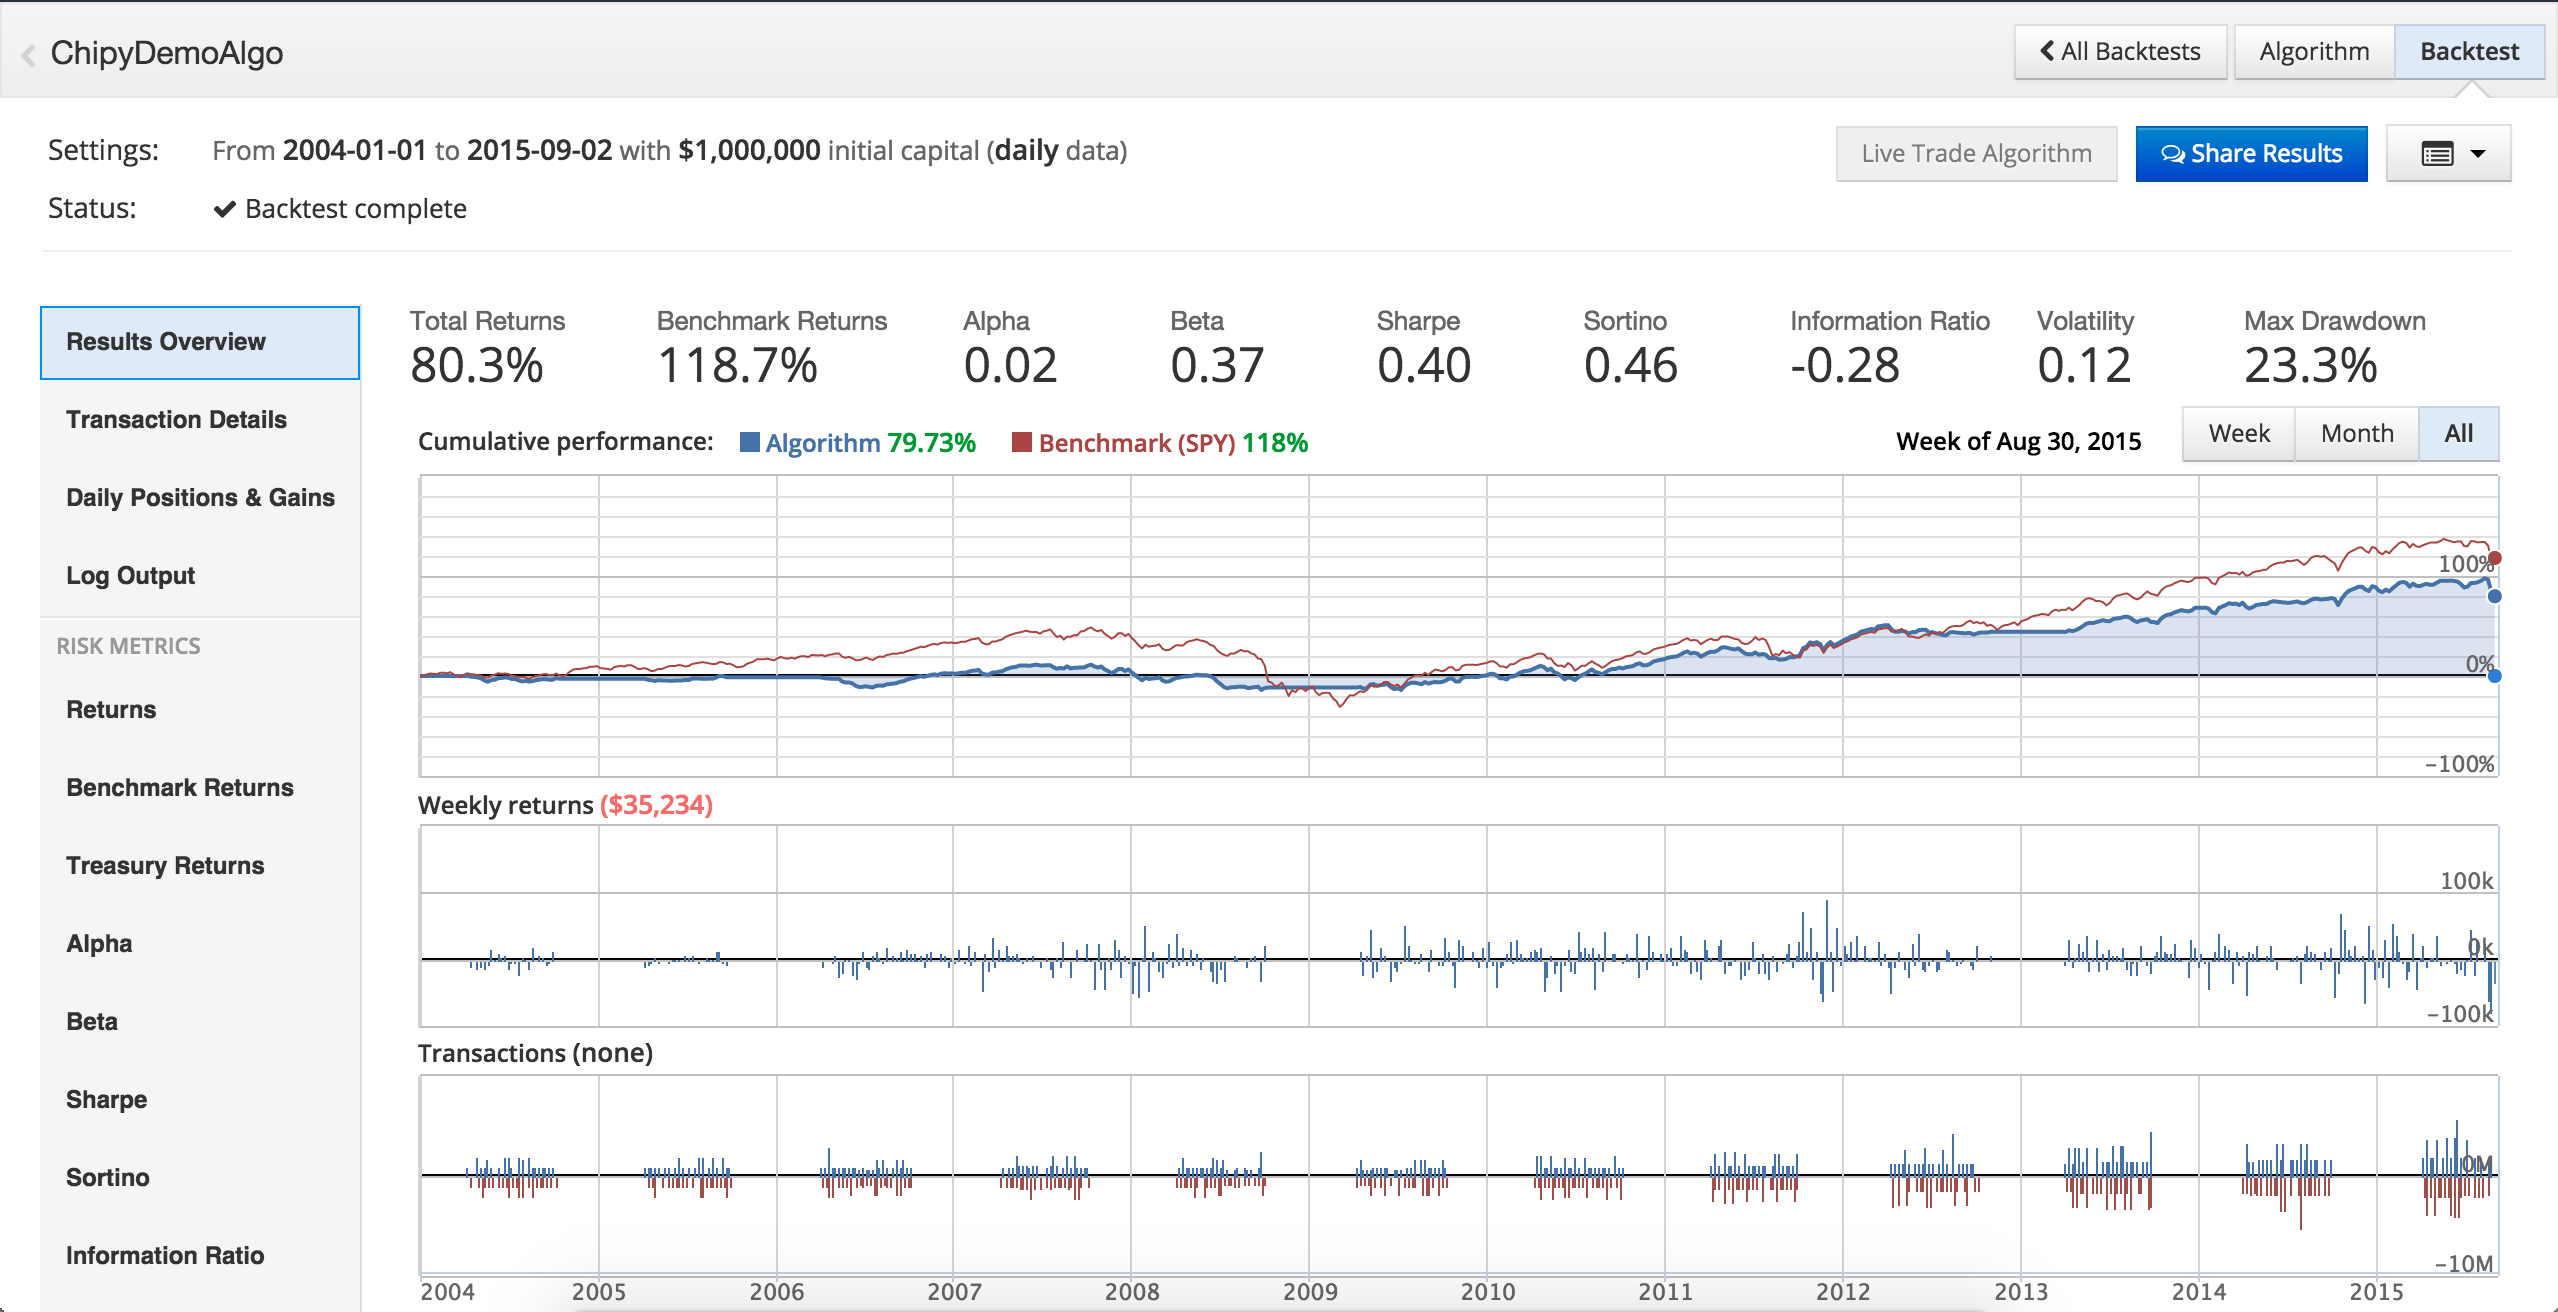 ChipyDemoAlgo
All Backtests
Algorithm
Backtest
Settings: From 2004-01-01 to 2015-09-02 with $1,000,000 initial capital (daily data)
Live Trade Algorithm
Share Results
Status: Backtest complete
Results Overview
Transaction Details
Daily Positions & Gains
Log Output
RISK METRICS
Returns
Benchmark Returns
Treasury Returns
Alpha
Beta
Sharpe
Sortino
Information Ratio
Total Returns
80.3%
Benchmark Returns
118.7%
Alpha
0.02
Beta
0.37
Sharpe
0.40
Sortino
0.46
Information Ratio
-0.28
Volatility
0.12
Max Drawdown
23.3%
Cumulative performance: Algorithm 79.73% Benchmark (SPY) 118%
Week of Aug 30, 2015
Week
Month
All
100%
0%
−100%
Weekly returns ($35,234)
100k
0k
−100k
Transactions (none)
0M
−10M
2004 2005 2006 2007 2008 2009 2010 2011 2012 2013 2014 2015